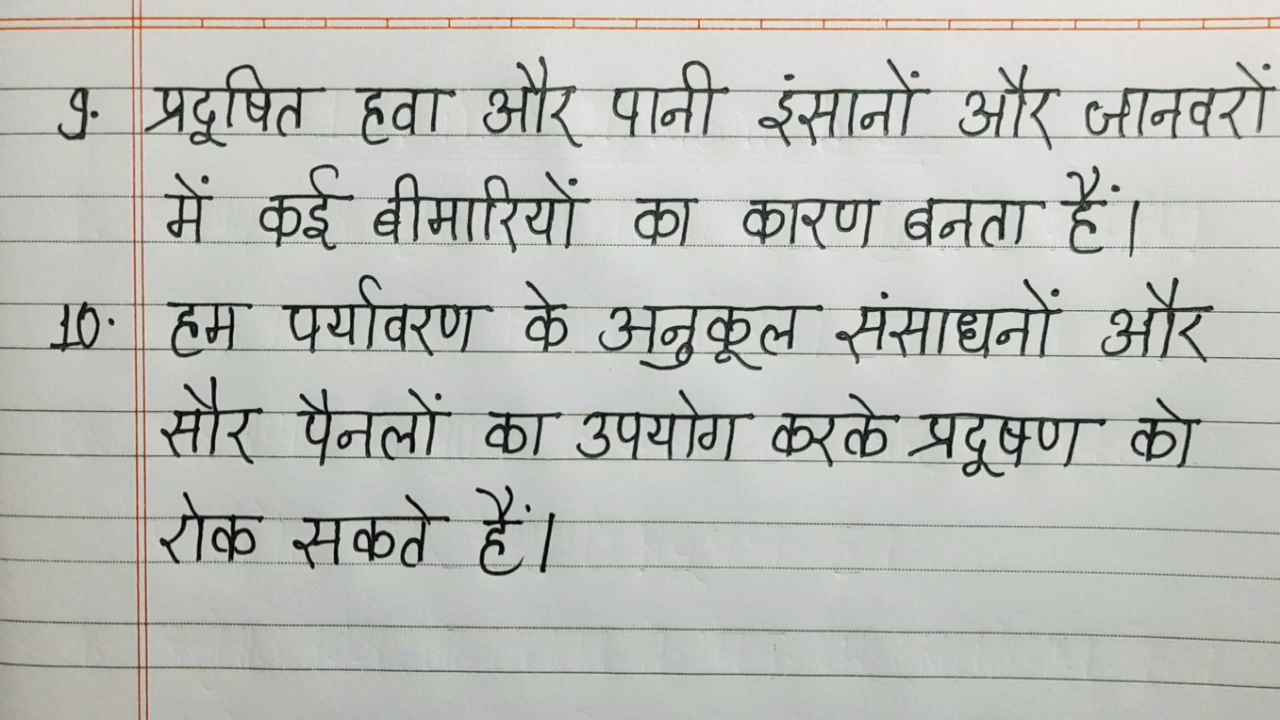 9. प्रदूषित हवा और पानी इंसानों और जानवरों
में कई बीमारियों का कारण बनता हैं।
10. हम पर्यावरण के अनुकूल संसाधनों और
सौर पैनलों का उपयोग करके प्रदूषण को
रोक सकते हैं।